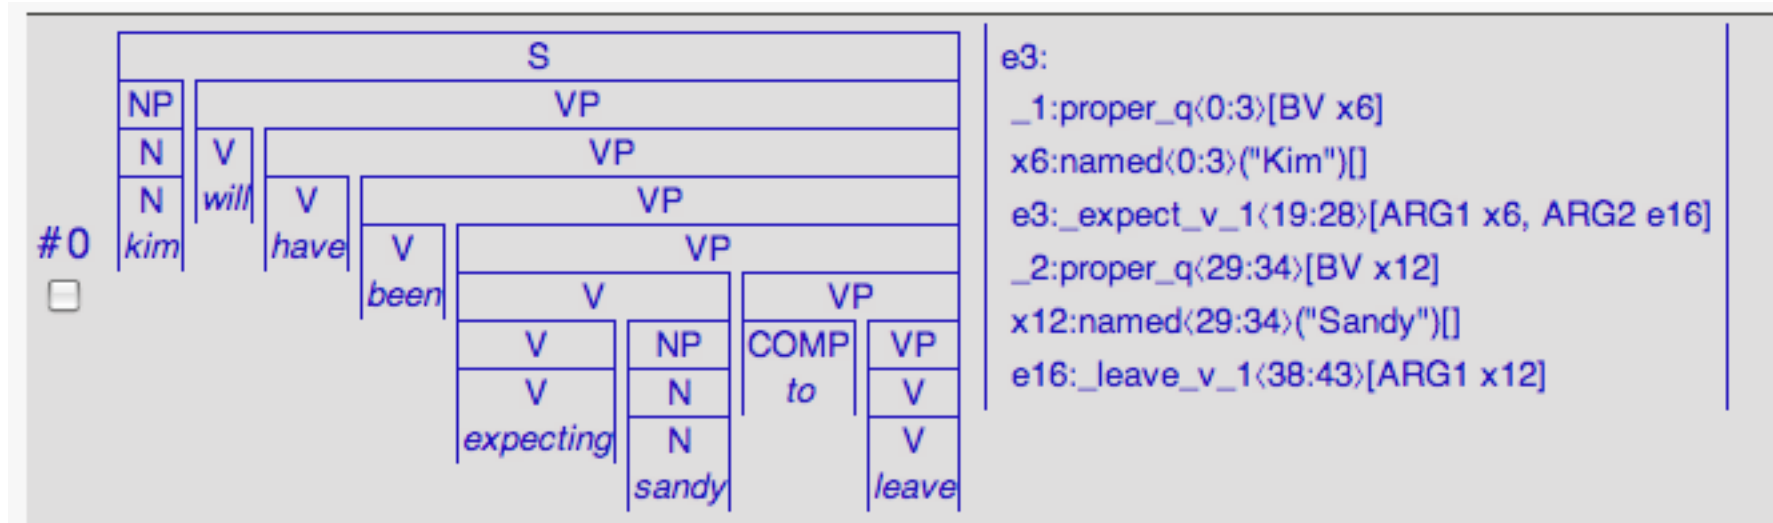 S
NP VP
N V VP
N will V VP
kim have V VP
been V VP
V NP COMP VP
V N to V
expecting N V
sandy leave
#0
e3:
_1:proper_q⟨0:3⟩[BV x6]
x6:named⟨0:3⟩("Kim")[]
e3:_expect_v_1⟨19:28⟩[ARG1 x6, ARG2 e16]
_2:proper_q⟨29:34⟩[BV x12]
x12:named⟨29:34⟩("Sandy")[]
e16:_leave_v_1⟨38:43⟩[ARG1 x12]